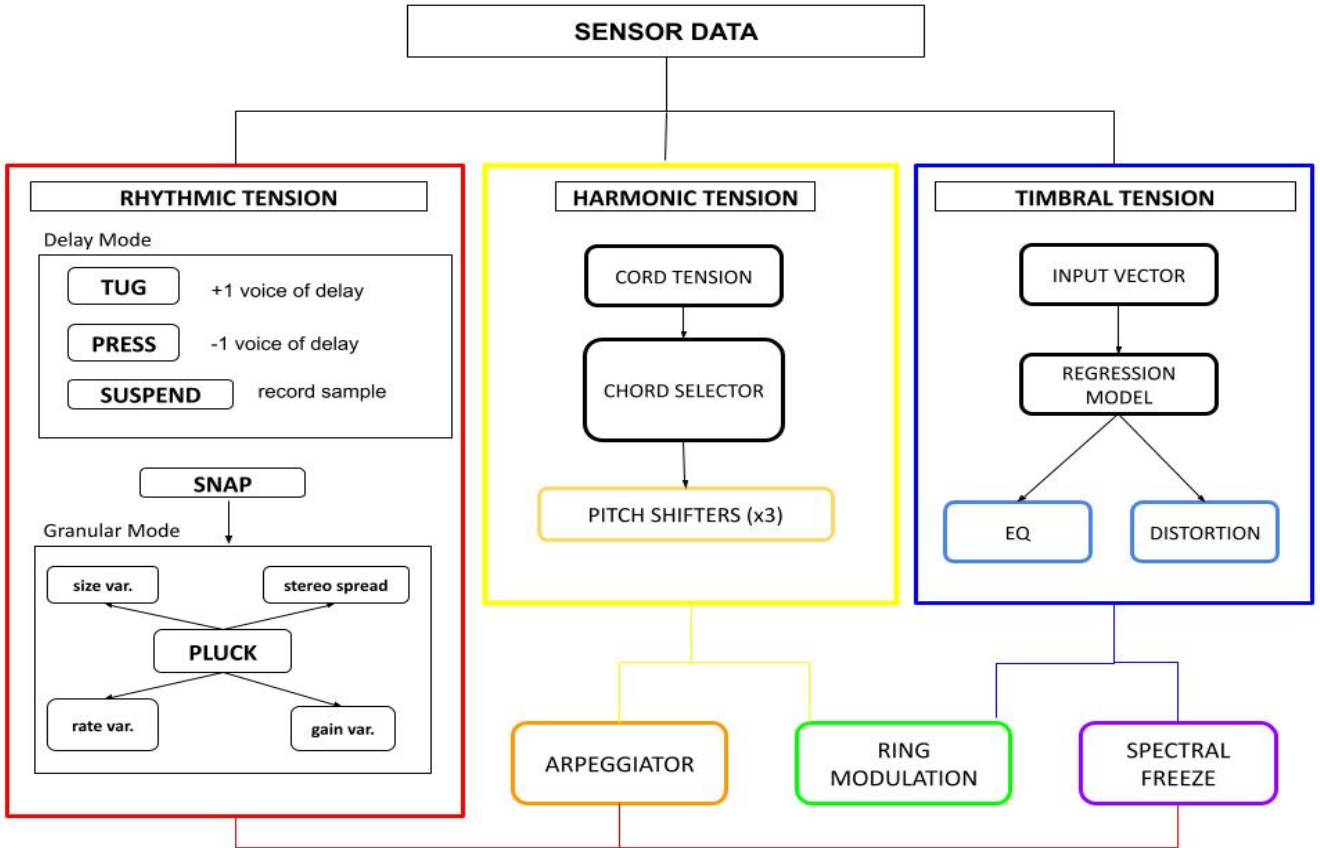 SENSOR DATA
RHYTHMIC TENSION
Delay Mode
TUG +1 voice of delay
PRESS -1 voice of delay
SUSPEND record sample
SNAP
Granular Mode
size var. stereo spread
PLUCK
rate var. gain var.
HARMONIC TENSION
CORD TENSION
CHORD SELECTOR
PITCH SHIFTERS (x3)
TIMBRAL TENSION
INPUT VECTOR
REGRESSION
MODEL
EQ DISTORTION
ARPEGGIATOR
RING
MODULATION
SPECTRAL
FREEZE